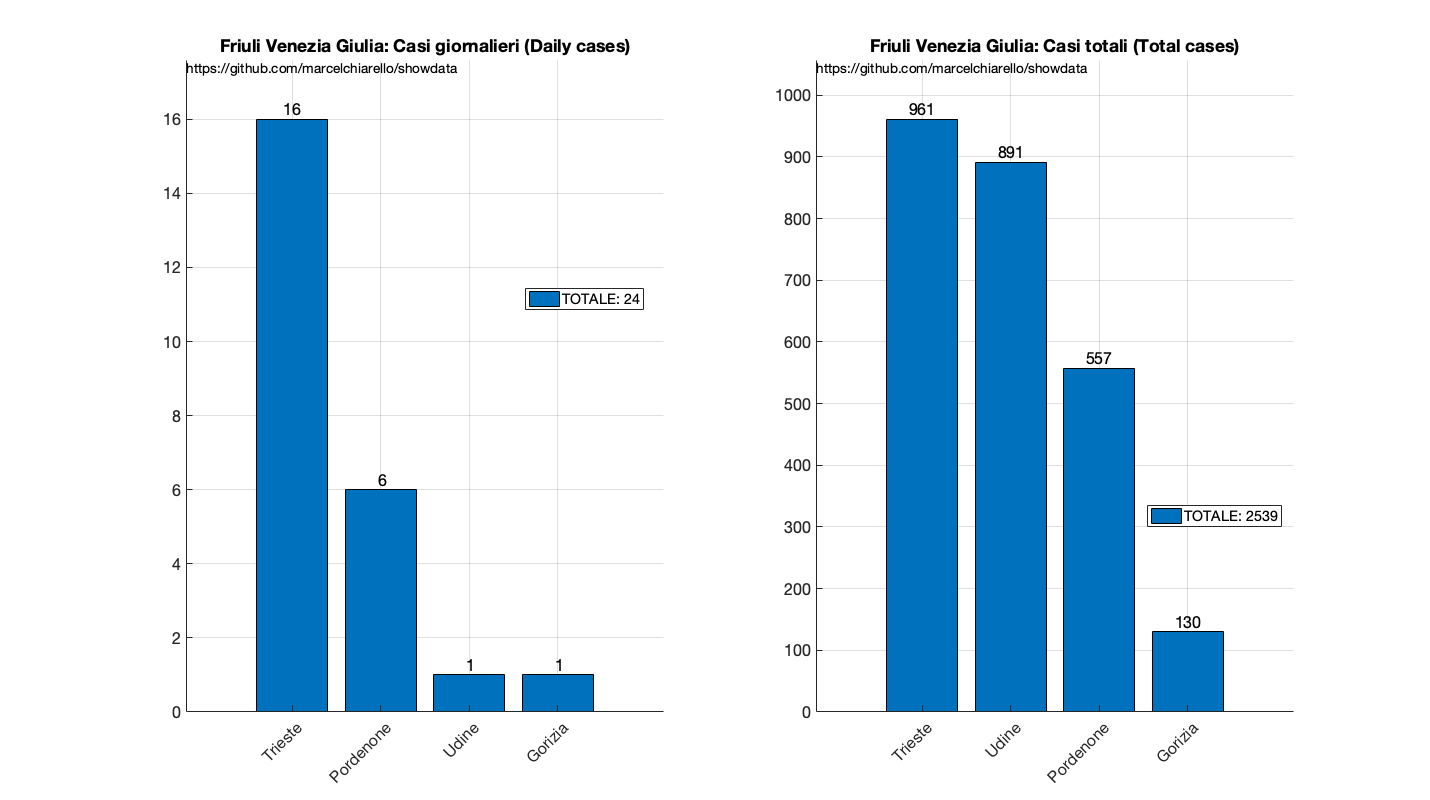 Friuli Venezia Giulia: Casi giornalieri (Daily cases)
https://github.com/marcelchiarello/showdata
16
14
12
10
8
6
4
2
0
16
6
1
1
TOTALE: 24
Trieste
Pordenone
Udine
Gorizia
Friuli Venezia Giulia: Casi totali (Total cases)
https://github.com/marcelchiarello/showdata
1000
900
800
700
600
500
400
300
200
100
0
961
891
557
130
TOTALE: 2539
Trieste
Udine
Pordenone
Gorizia